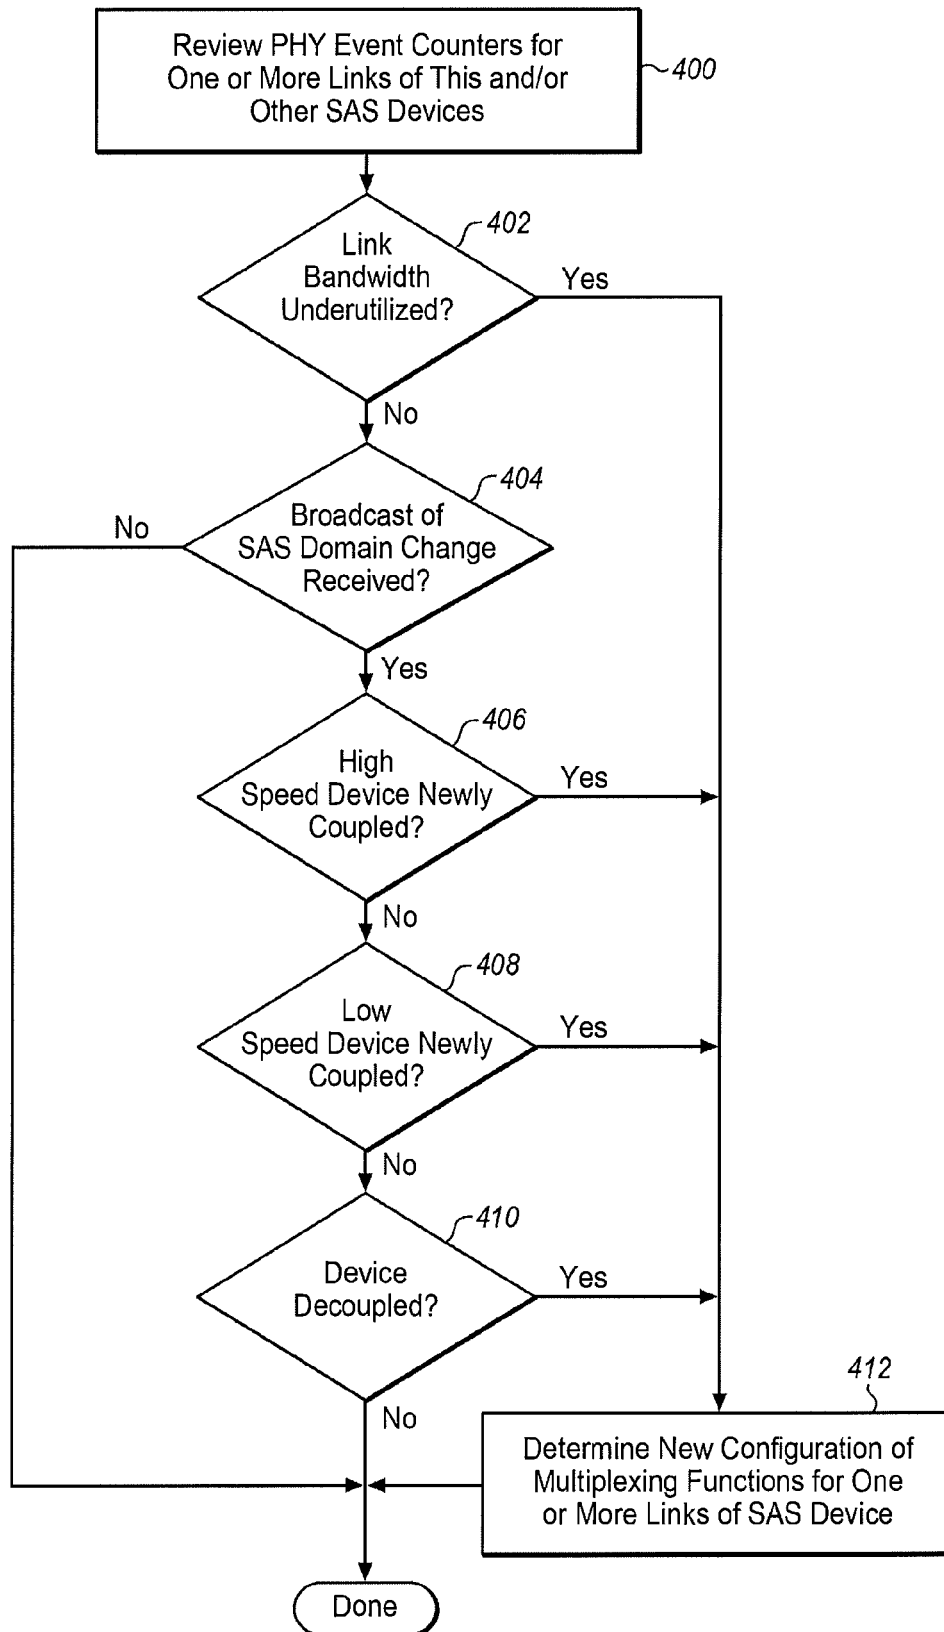 Review PHY Event Counters for
One or More Links of This and/or
Other SAS Devices
400
402
Link
Bandwidth
Underutilized?
Yes
No
404
Broadcast of
SAS Domain Change
Received?
No
Yes
406
High
Speed Device Newly
Coupled?
Yes
No
408
Low
Speed Device Newly
Coupled?
Yes
No
410
Device
Decoupled?
Yes
No
412
Determine New Configuration of
Multiplexing Functions for One
or More Links of SAS Device
Done